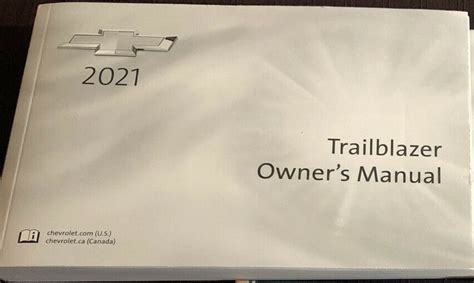 2021
Trailblazer
Owner's Manual
chevrolet.com (U.S.)
chevrolet.ca (Canada)